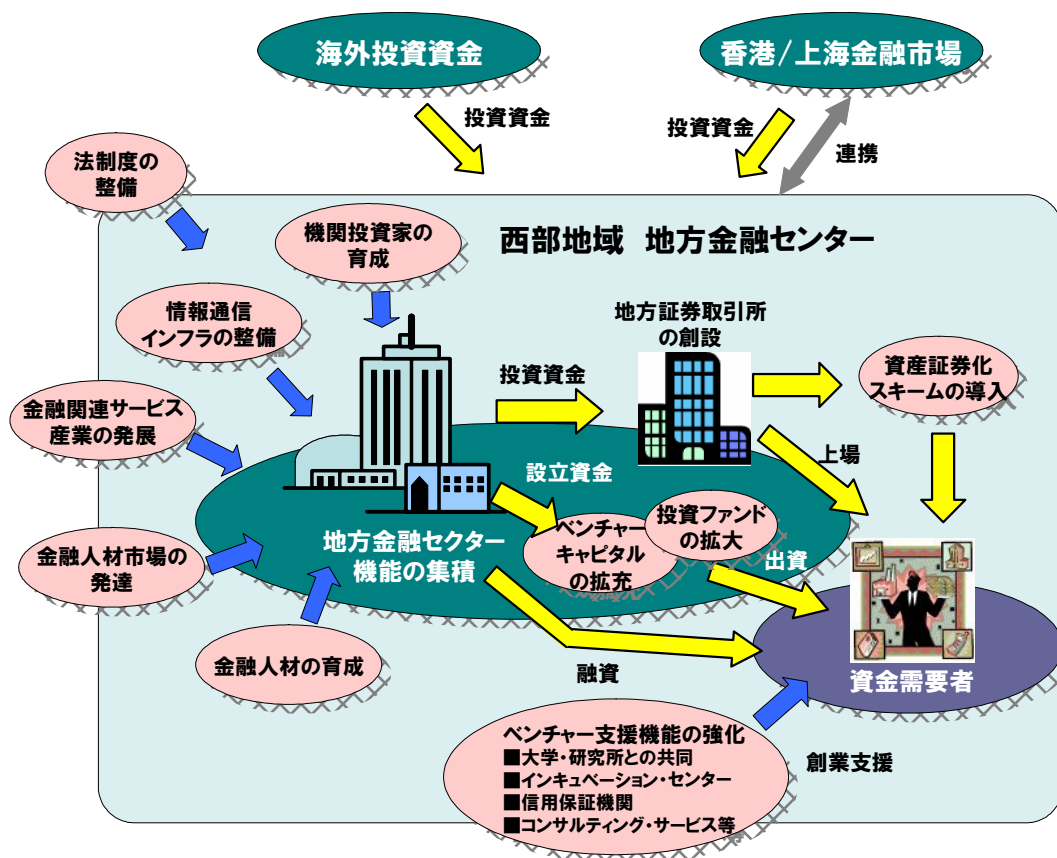 海外投資資金
香港/上海金融市場
投資資金
投資資金
連携
法制度の
整備
機関投資家の
育成
西部地域 地方金融センター
情報通信
インフラの整備
地方証券取引所
の創設
投資資金
資産証券化
スキームの導入
金融関連サービス
産業の発展
上場
設立資金
投資ファンド
の拡大
ベンチャー
キャピタル
の拡充
地方金融セクター
機能の集積
出資
金融人材市場の
発達
金融人材の育成
融資
資金需要者
ベンチャー支援機能の強化
■大学・研究所との共同
■インキュベーション・センター
■信用保証機関
■コンサルティング・サービス等
創業支援